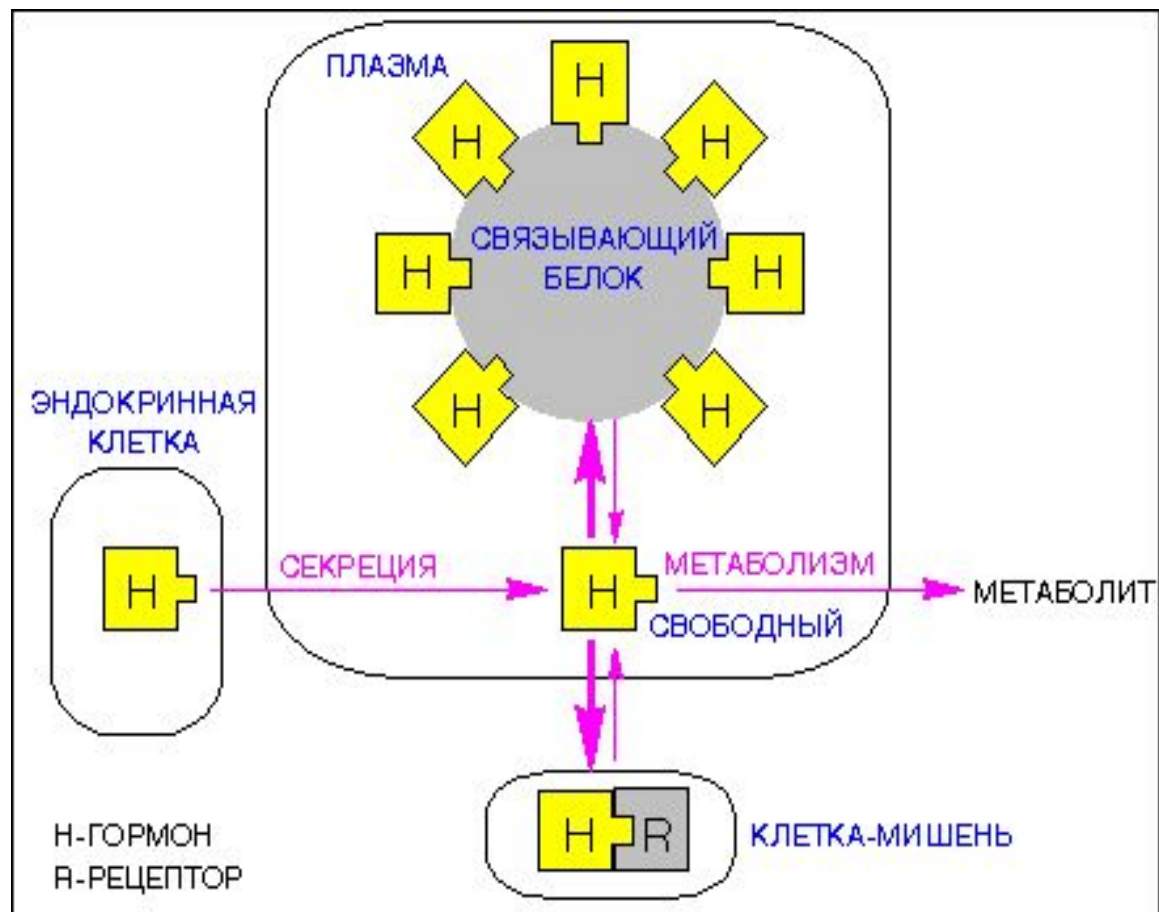 ПЛАЗМА
H
H
H
H
H
СВЯЗЫВАЮЩИЙ
БЕЛОК
H
H
ЭНДОКРИННАЯ
КЛЕТКА
H
СЕКРЕЦИЯ
H
МЕТАБОЛИЗМ
СВОБОДНЫЙ
МЕТАБОЛИТ
H
R
КЛЕТКА-МИШЕНЬ
Н-ГОРМОН
R-РЕЦЕПТОР